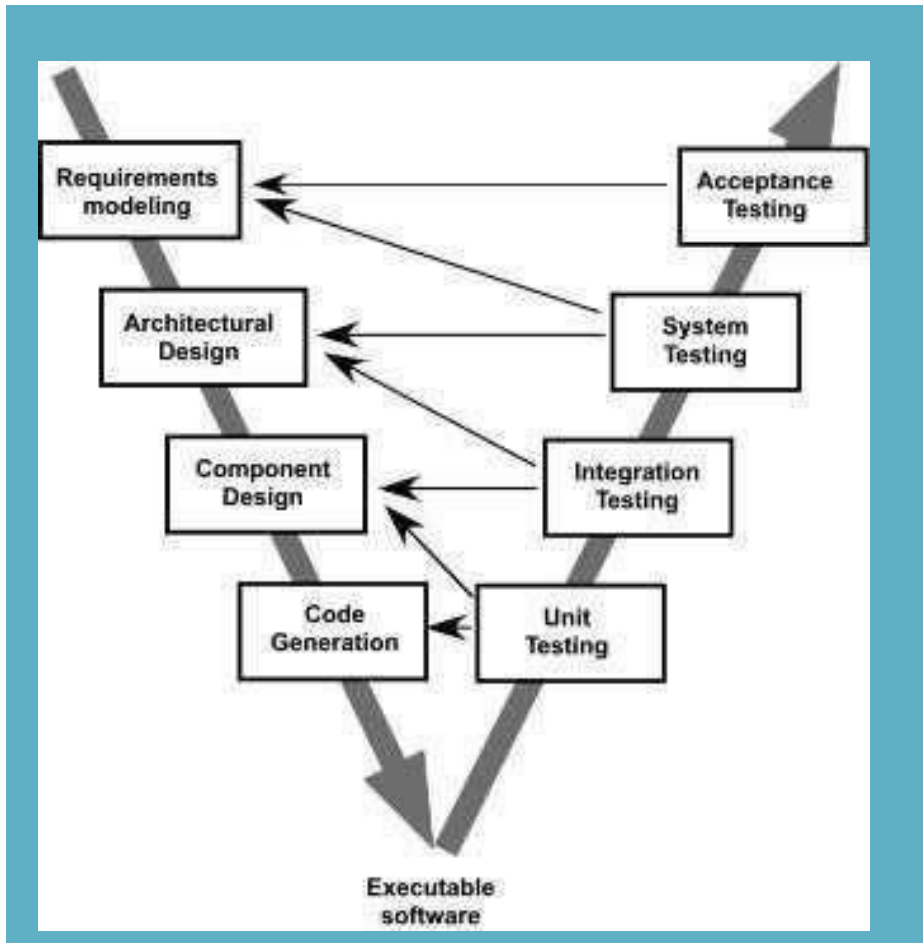 Requirements
modeling
Acceptance
Testing
Architectural
Design
System
Testing
Component
Design
Integration
Testing
Code
Generation
Unit
Testing
Executable
software